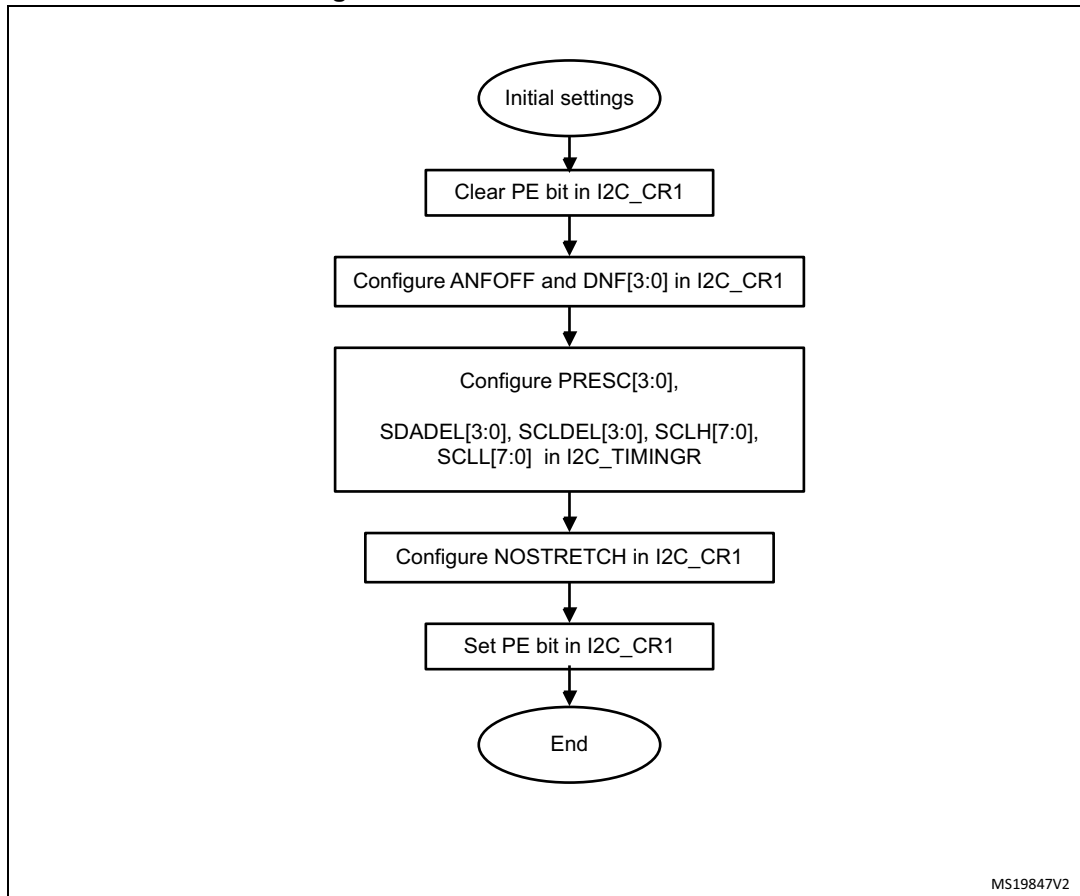 Initial settings
Clear PE bit in I2C_CR1
Configure ANFOFF and DNF[3:0] in I2C_CR1
Configure PRESC[3:0],
SDADEL[3:0], SCLDEL[3:0], SCLH[7:0],
SCLL[7:0] in I2C_TIMINGR
Configure NOSTRETCH in I2C_CR1
Set PE bit in I2C_CR1
End
MS19847V2